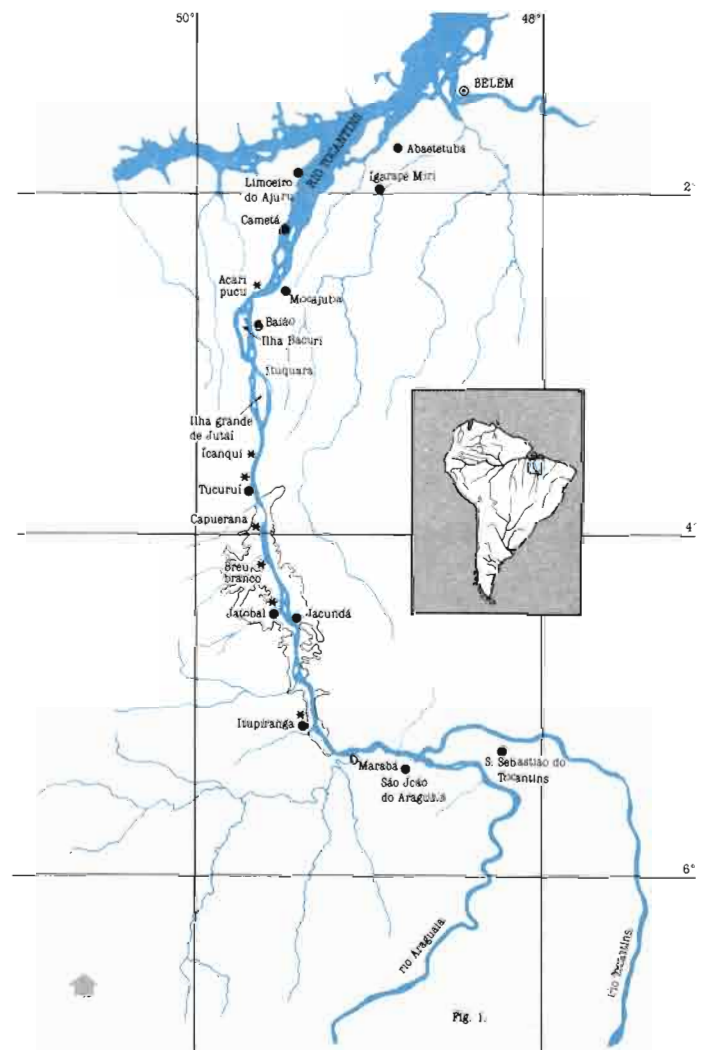 50°
48°
BELEM
RIO TOCANTINS
Abaetetuba
Limoeiro
do Ajuru
Igarapé Miri
2°
Cametá
Acari
pucu
Mocajuba
Baião
Ilha Bacuri
Ituquara
Ilha grande
de Jutaí
Icanqui
Tucuruí
Capuerana
4°
Breu
branco
Jatobal
Jacundá
Itupiranga
Marabá
São João
do Araguaia
S. Sebastião do
Tocantins
6°
rio Araguaia
rio Tocantins
Fig. 1.